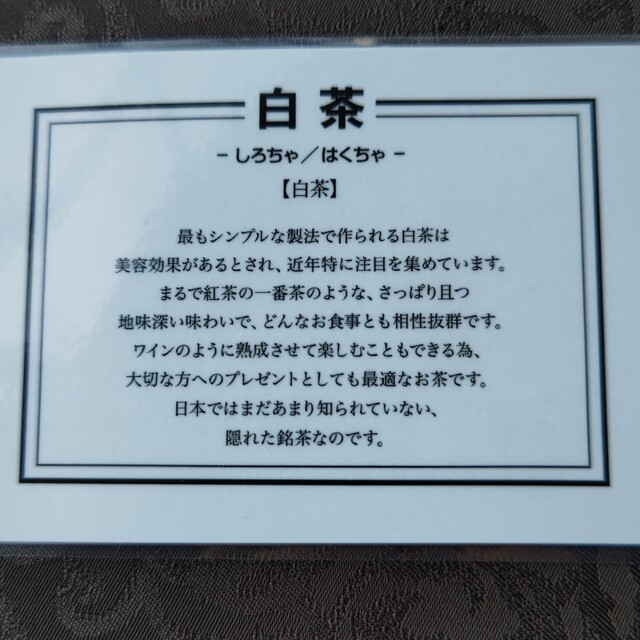 白茶
- しろちゃ／はくちゃ -
【白茶】
最もシンプルな製法で作られる白茶は
美容効果があるとされ、近年特に注目を集めています。
まるで紅茶の一番茶のような、さっぱり且つ
地味深い味わいで、どんなお食事とも相性抜群です。
ワインのように熟成させて楽しむこともできる為、
大切な方へのプレゼントとしても最適なお茶です。
日本ではまだあまり知られていない、
隠れた銘茶なのです。